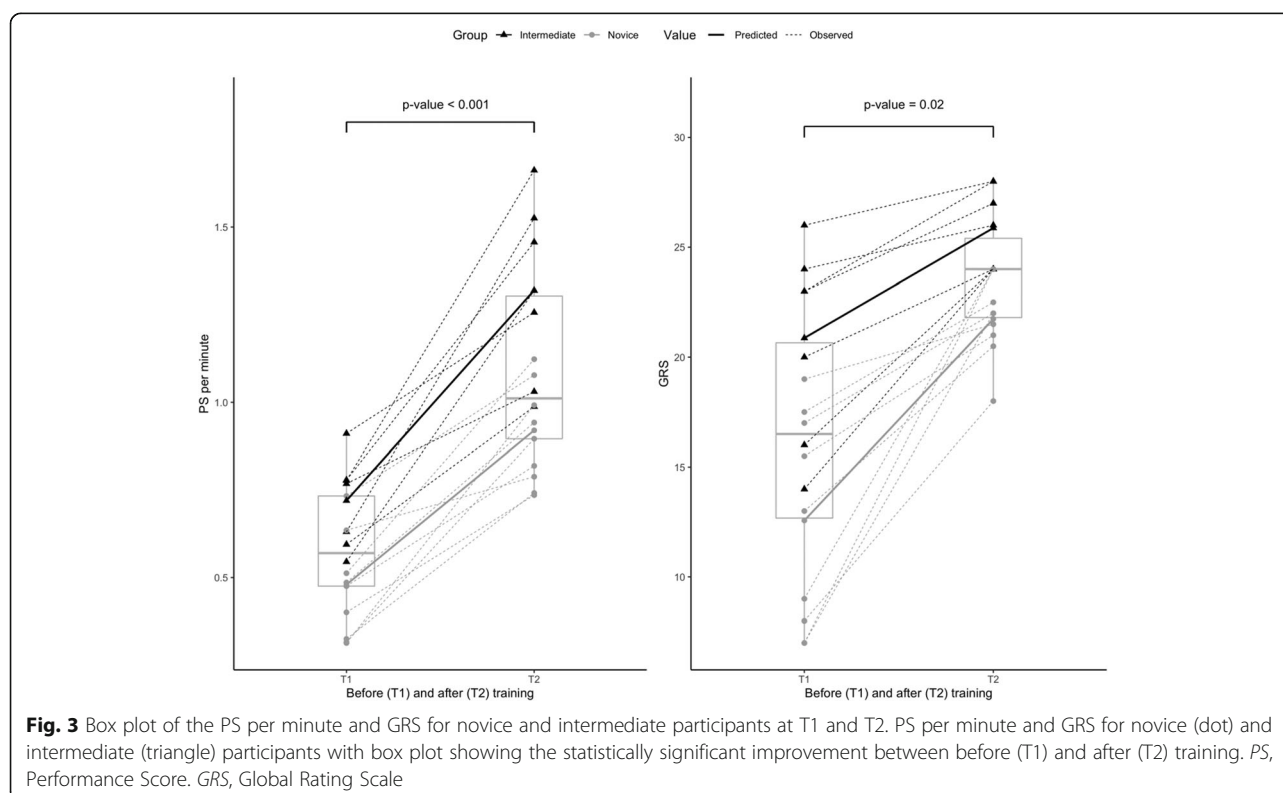 Group Intermediate Novice Value Predicted Observed
p-value < 0.001
1.5
1.0
0.5
PS per minute
T1 T2
Before (T1) and after (T2) training
p-value = 0.02
30
25
20
15
10
GRS
T1 T2
Before (T1) and after (T2) training
Fig. 3 Box plot of the PS per minute and GRS for novice and intermediate participants at T1 and T2. PS per minute and GRS for novice (dot) and
intermediate (triangle) participants with box plot showing the statistically significant improvement between before (T1) and after (T2) training. PS,
Performance Score. GRS, Global Rating Scale